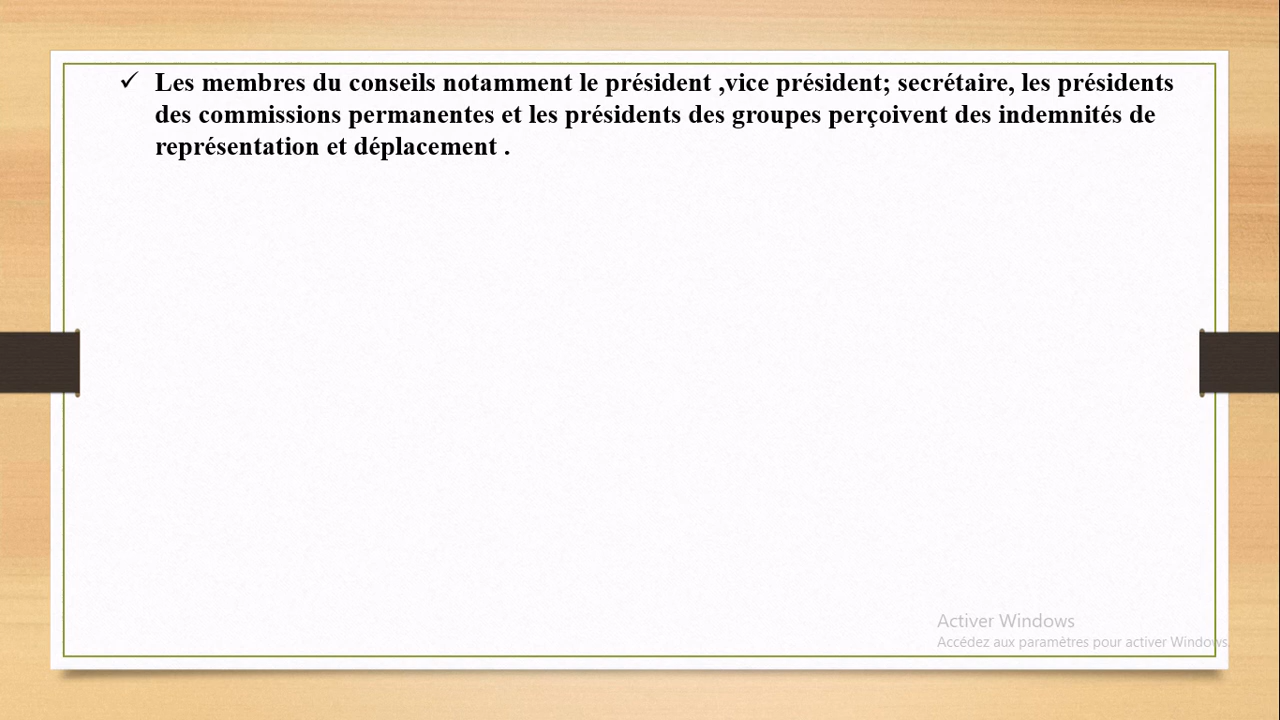 ✓ Les membres du conseils notamment le président ,vice président; secrétaire, les présidents
des commissions permanentes et les présidents des groupes perçoivent des indemnités de
représentation et déplacement .
Activer Windows
Accédez aux paramètres pour activer Windows.